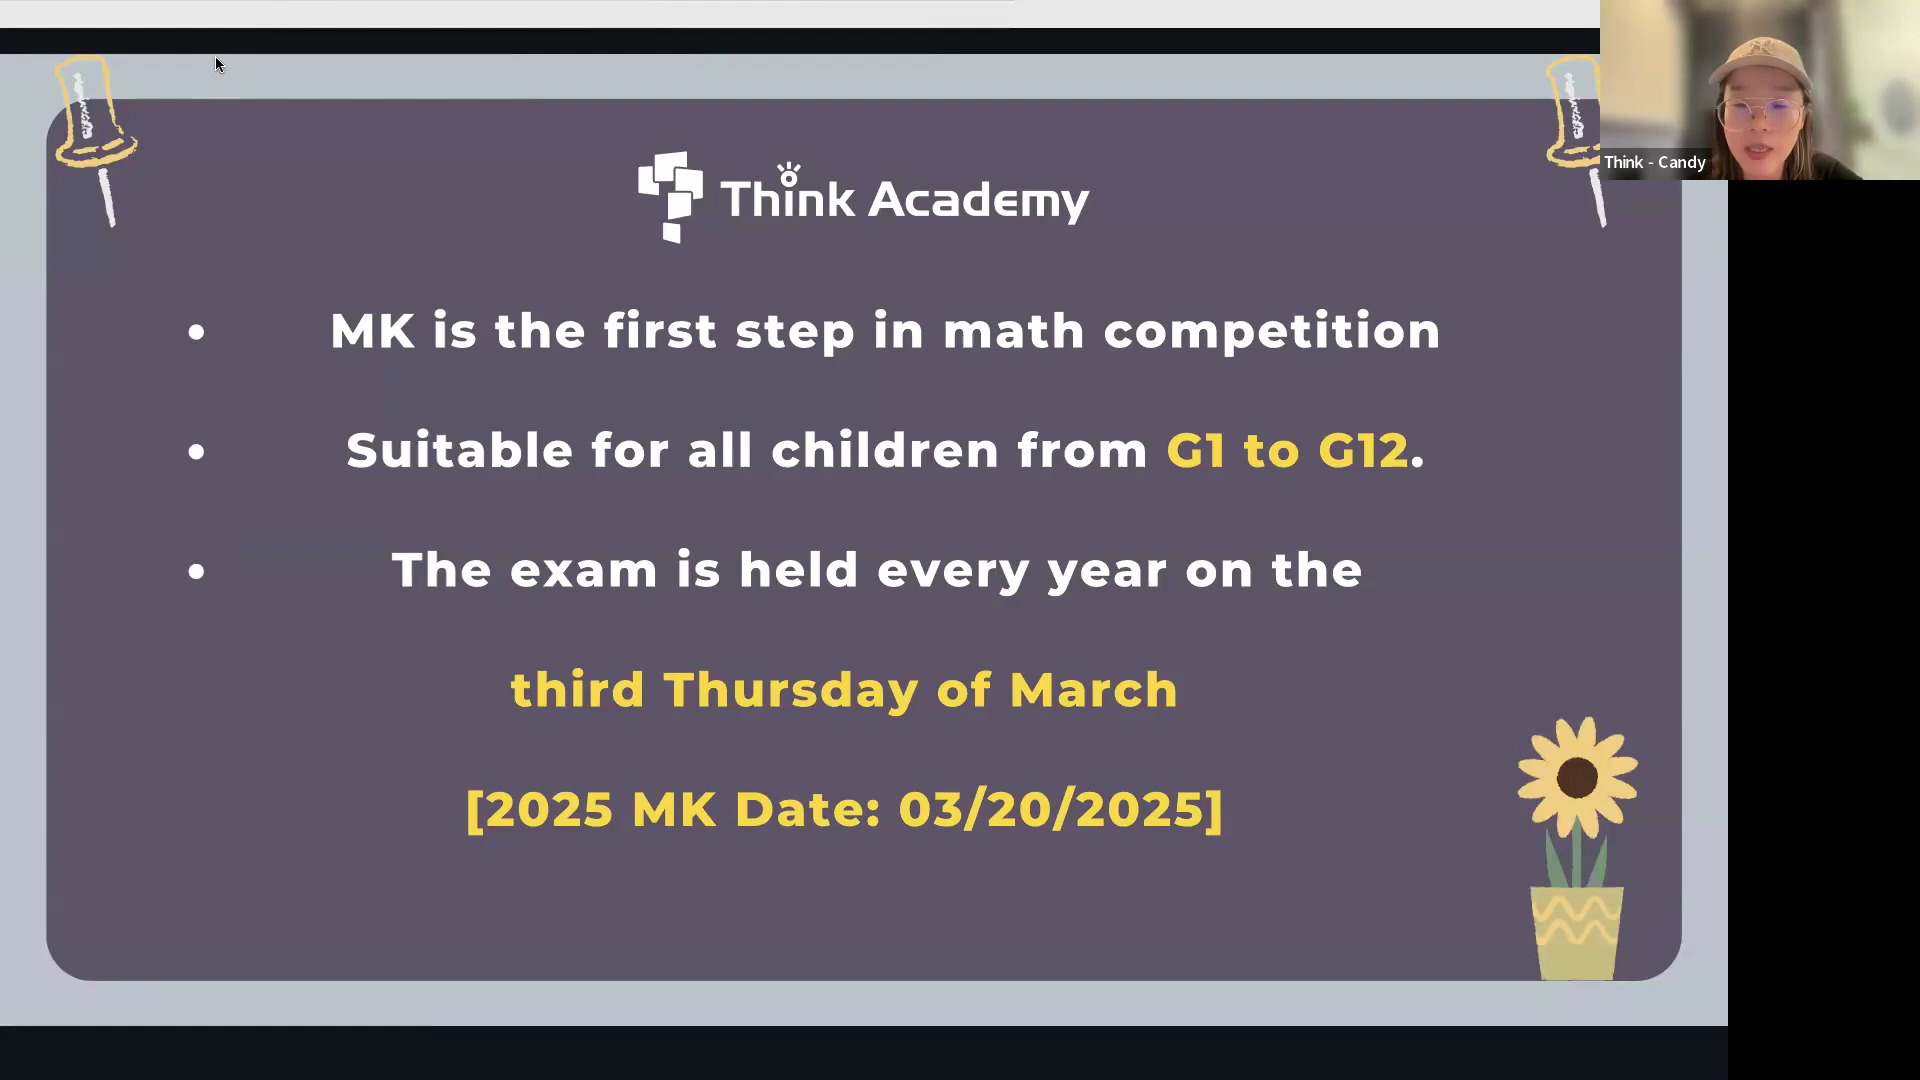 Think Academy
• MK is the first step in math competition
• Suitable for all children from G1 to G12.
• The exam is held every year on the
third Thursday of March
[2025 MK Date: 03/20/2025]
Think - Candy